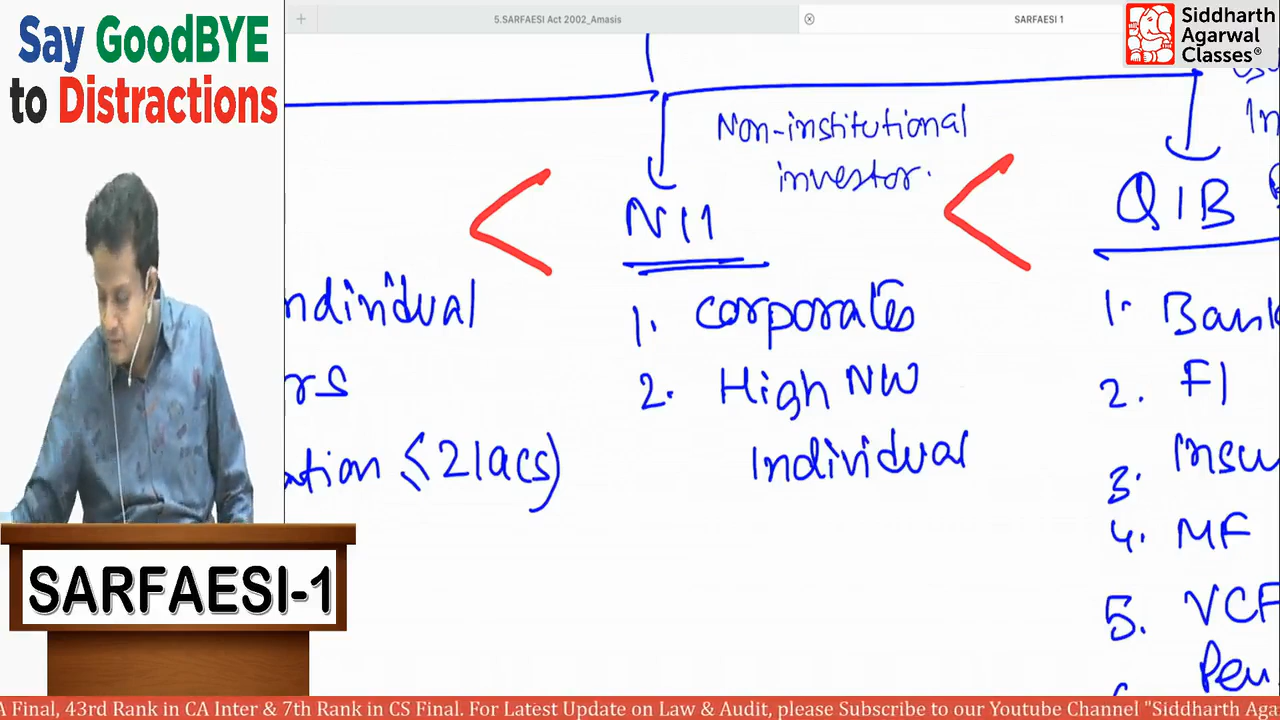 Say GoodBYE
to Distractions
5.SARFAESI Act 2002_Amasis
SARFAESI 1
Siddharth
Agarwal
Classes®
Non-institutional
investor.
NII
QIB
ndividual
rs
ation ≤ 2 lacs)
1. Corporates
2. High NW
Individual
1. Bank
2. FI
3. Insu
4. MF
5. VCF
Pen
SARFAESI-1
A Final, 43rd Rank in CA Inter & 7th Rank in CS Final. For Latest Update on Law & Audit, please Subscribe to our Youtube Channel "Siddharth Aga